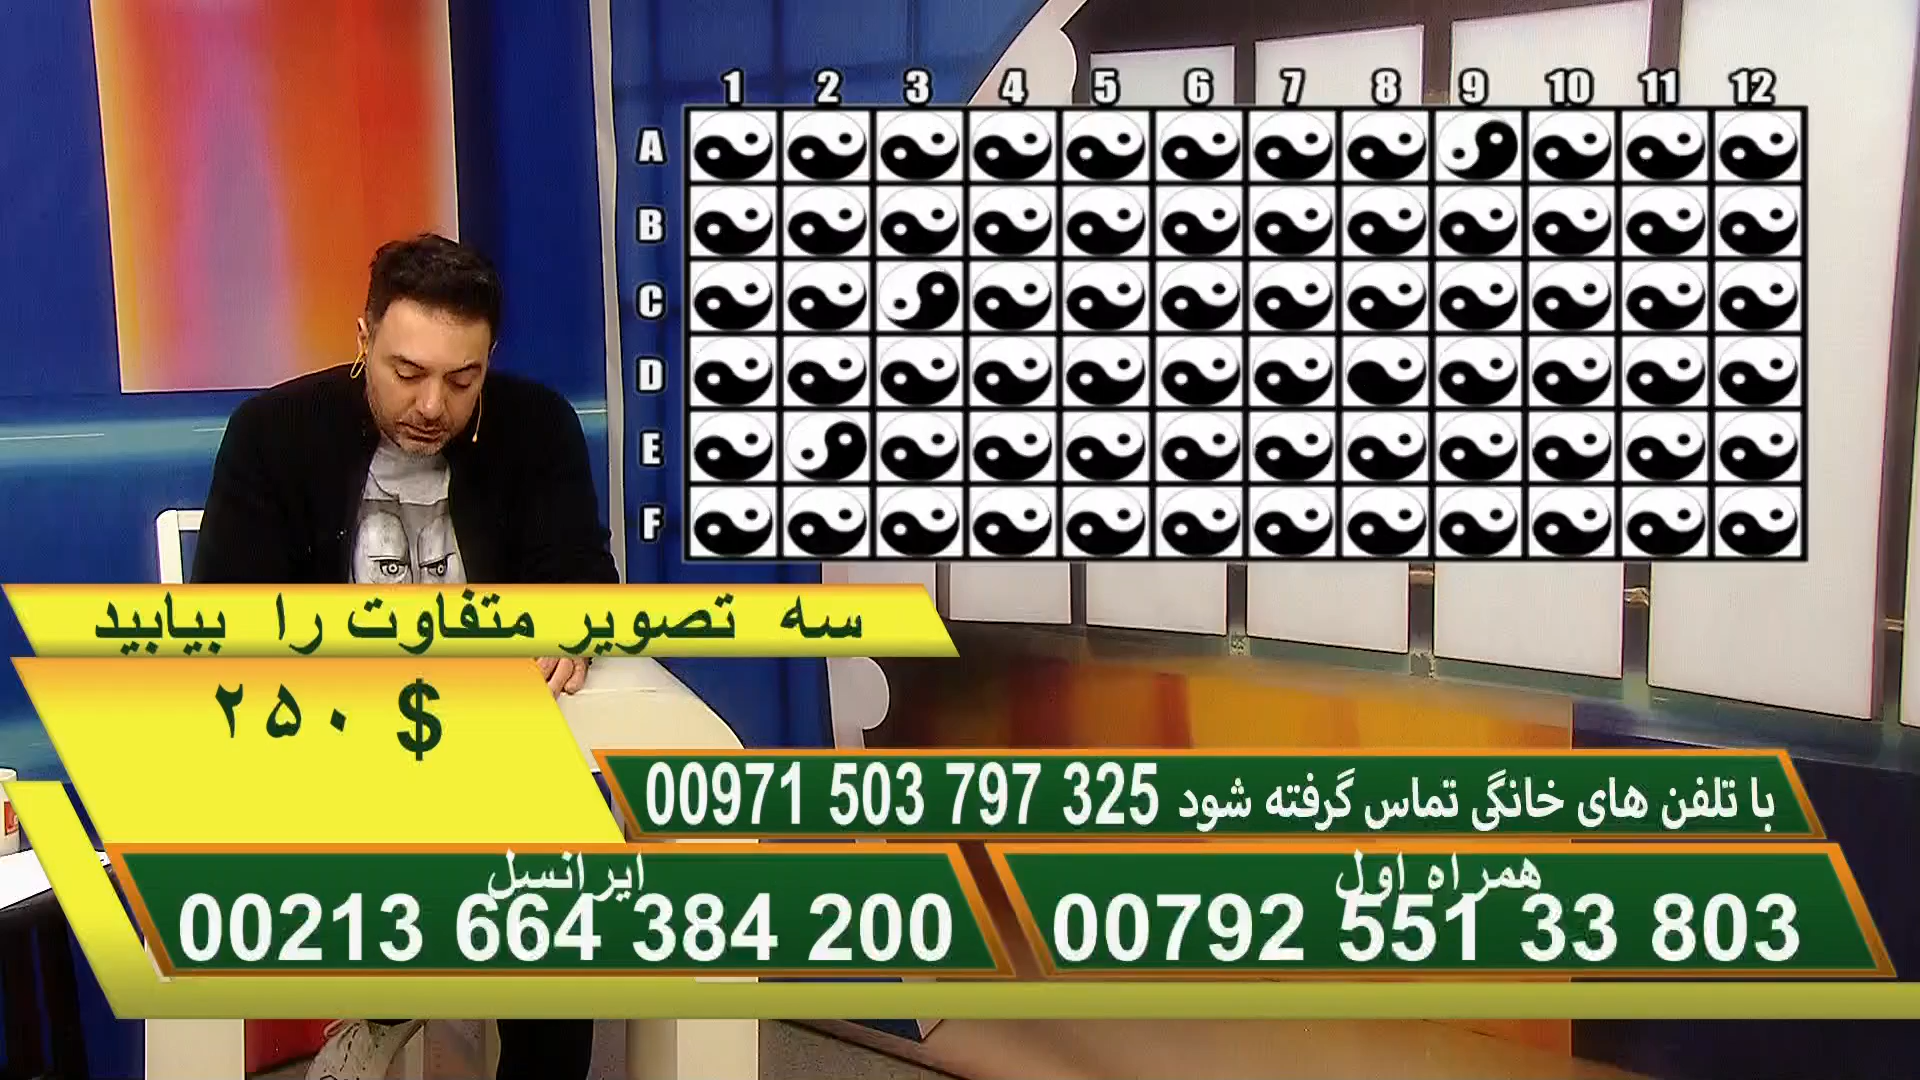 1 2 3 4 5 6 7 8 9 10 11 12
A
B
C
D
E
F
سه تصویر متفاوت را بیابید
۲۵۰ $
با تلفن های خانگی تماس گرفته شود 00971 503 797 325
همراه اول
00792 551 33 803
ایرانسل
00213 664 384 200